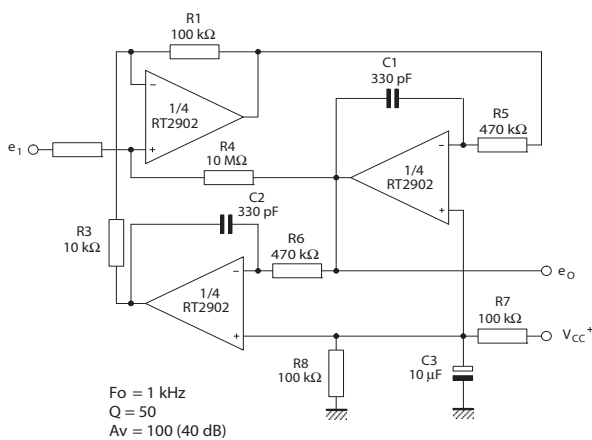 R1
100 kΩ
C1
330 pF
−
1/4
RT2902
+
R5
470 kΩ
e1
R4
10 MΩ
−
1/4
RT2902
+
C2
330 pF
R3
10 kΩ
R6
470 kΩ
−
1/4
RT2902
+
eO
R7
100 kΩ
VCC+
R8
100 kΩ
C3
10 µF
Fo = 1 kHz
Q = 50
Av = 100 (40 dB)